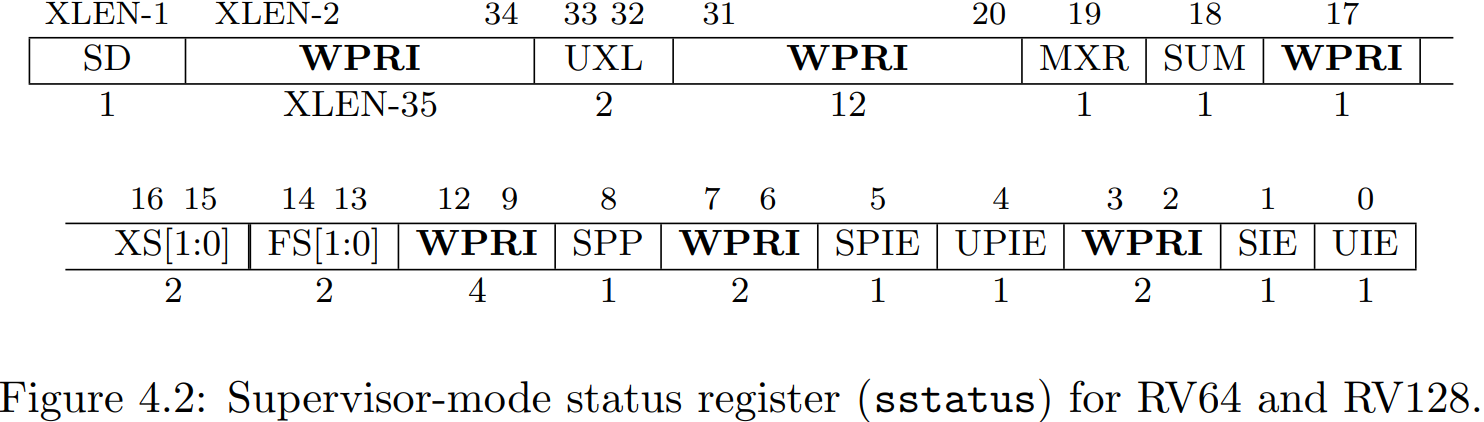 XLEN-1 XLEN-2 34 33 32 31 20 19 18 17
SD WPRI UXL WPRI MXR SUM WPRI
1 XLEN-35 2 12 1 1 1
16 15 14 13 12 9 8 7 6 5 4 3 2 1 0
XS[1:0] FS[1:0] WPRI SPP WPRI SPIE UPIE WPRI SIE UIE
2 2 4 1 2 1 1 2 1 1
Figure 4.2: Supervisor-mode status register (sstatus) for RV64 and RV128.